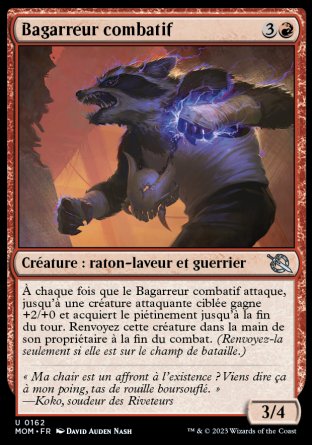 Bagarreur combatif
3
Créature : raton-laveur et guerrier
À chaque fois que le Bagarreur combatif attaque,
jusqu'à une créature attaquante ciblée gagne
+2/+0 et acquiert le piétinement jusqu'à la fin
du tour. Renvoyez cette créature dans la main de
son propriétaire à la fin du combat. (Renvoyez-la
seulement si elle est sur le champ de bataille.)
« Ma chair est un affront à l'existence ? Viens dire ça
à mon poing, tas de rouille boursouflé. »
—Koko, soudeur des Riveteurs
3/4
U 0162
MOM • FR DAVID AUDEN NASH
™ & © 2023 Wizards of the Coast